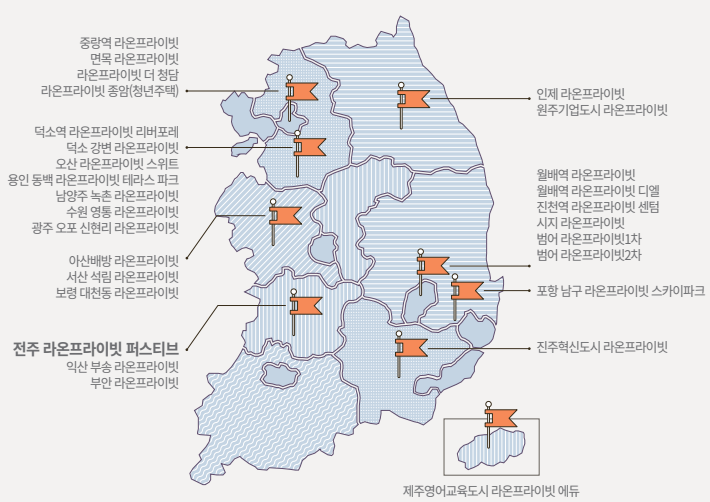 중랑역 라온프라이빗
면목 라온프라이빗
라온프라이빗 더 청담
라온프라이빗 종암(청년주택)
덕소역 라온프라이빗 리버포레
덕소 강변 라온프라이빗
오산 라온프라이빗 스위트
용인 동백 라온프라이빗 테라스 파크
남양주 녹촌 라온프라이빗
수원 영통 라온프라이빗
광주 오포 신현리 라온프라이빗
아산배방 라온프라이빗
서산 석림 라온프라이빗
보령 대천동 라온프라이빗
전주 라온프라이빗 퍼스티브
익산 부송 라온프라이빗
부안 라온프라이빗
인제 라온프라이빗
원주기업도시 라온프라이빗
월배역 라온프라이빗
월배역 라온프라이빗 디엘
진천역 라온프라이빗 센텀
시지 라온프라이빗
범어 라온프라이빗1차
범어 라온프라이빗2차
포항 남구 라온프라이빗 스카이파크
진주혁신도시 라온프라이빗
제주영어교육도시 라온프라이빗 에듀